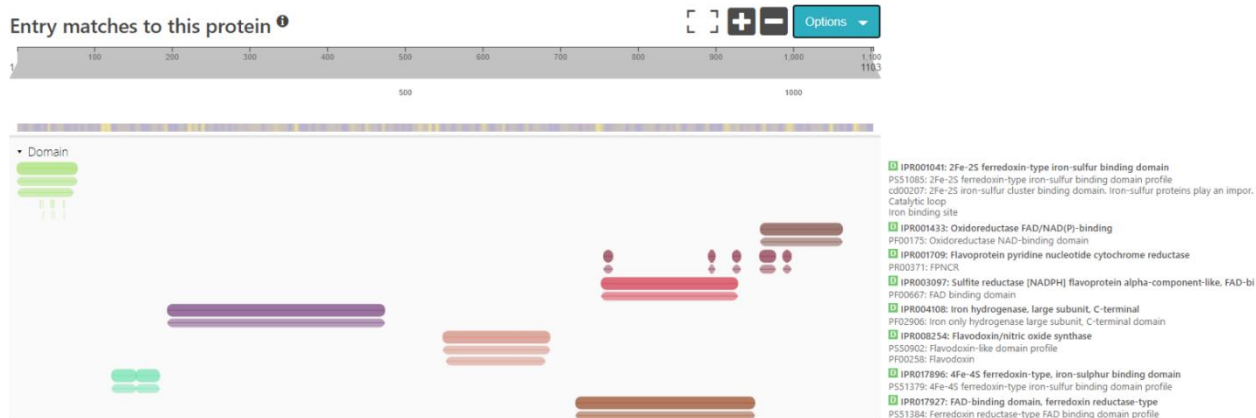 Entry matches to this protein
Options
100 200 300 400 500 600 700 800 900 1,000 1,100
1 1103
500 1000
Domain
D IPR001041: 2Fe-2S ferredoxin-type iron-sulfur binding domain
PS51085: 2Fe-2S ferredoxin-type iron-sulfur binding domain profile
cd00207: 2Fe-2S iron-sulfur cluster binding domain. Iron-sulfur proteins play an impor.
Catalytic loop
Iron binding site
D IPR001433: Oxidoreductase FAD/NAD(P)-binding
PF00175: Oxidoreductase NAD-binding domain
D IPR001709: Flavoprotein pyridine nucleotide cytochrome reductase
PR00371: FPNCR
D IPR003097: Sulfite reductase [NADPH] flavoprotein alpha-component-like, FAD-bi
PF00667: FAD binding domain
D IPR004108: Iron hydrogenase, large subunit, C-terminal
PF02906: Iron only hydrogenase large subunit, C-terminal domain
D IPR008254: Flavodoxin/nitric oxide synthase
PS50902: Flavodoxin-like domain profile
PF00258: Flavodoxin
D IPR017896: 4Fe-4S ferredoxin-type, iron-sulphur binding domain
PS51379: 4Fe-4S ferredoxin-type iron-sulfur binding domain profile
D IPR017927: FAD-binding domain, ferredoxin reductase-type
PS51384: Ferredoxin reductase-type FAD binding domain profile